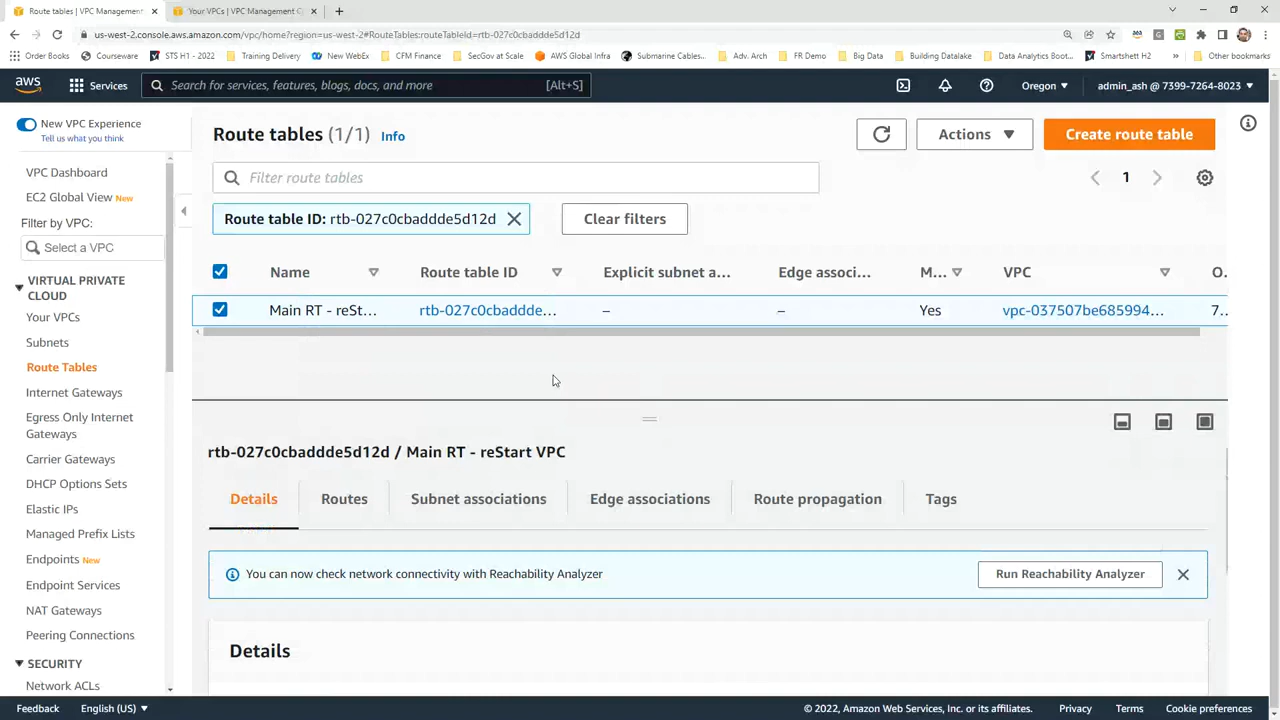 Route tables | VPC Management
Your VPCs | VPC Management C
us-west-2.console.aws.amazon.com/vpc/home?region=us-west-2#RouteTables:routeTableId=rtb-027c0cbaddde5d12d
Order Books
Courseware
STS H1 - 2022
Training Delivery
New WebEx
CFM Finance
SecGov at Scale
AWS Global Infra
Submarine Cables...
Adv. Arch
FR Demo
Big Data
Building Datalake
Data Analytics Boot...
Smartshett H2
»
Other bookmarks
aws
Services
Search for services, features, blogs, docs, and more
[Alt+S]
Oregon
admin_ash @ 7399-7264-8023
New VPC Experience
Tell us what you think
VPC Dashboard
EC2 Global View New
Filter by VPC:
Select a VPC
VIRTUAL PRIVATE
CLOUD
Your VPCs
Subnets
Route Tables
Internet Gateways
Egress Only Internet
Gateways
Carrier Gateways
DHCP Option Sets
Elastic IPs
Managed Prefix Lists
Endpoints New
Endpoint Services
NAT Gateways
Peering Connections
SECURITY
Network ACLs
Route tables (1/1) Info
Actions
Create route table
Filter route tables
1
Route table ID: rtb-027c0cbaddde5d12d
Clear filters
Name
Route table ID
Explicit subnet a...
Edge associ...
M...
VPC
O.
Main RT - reSt...
rtb-027c0cbaddde...
–
–
Yes
vpc-037507be685994...
7..
rtb-027c0cbaddde5d12d / Main RT - reStart VPC
Details
Routes
Subnet associations
Edge associations
Route propagation
Tags
You can now check network connectivity with Reachability Analyzer
Run Reachability Analyzer
Details
Feedback
English (US)
© 2022, Amazon Web Services, Inc. or its affiliates.
Privacy
Terms
Cookie preferences